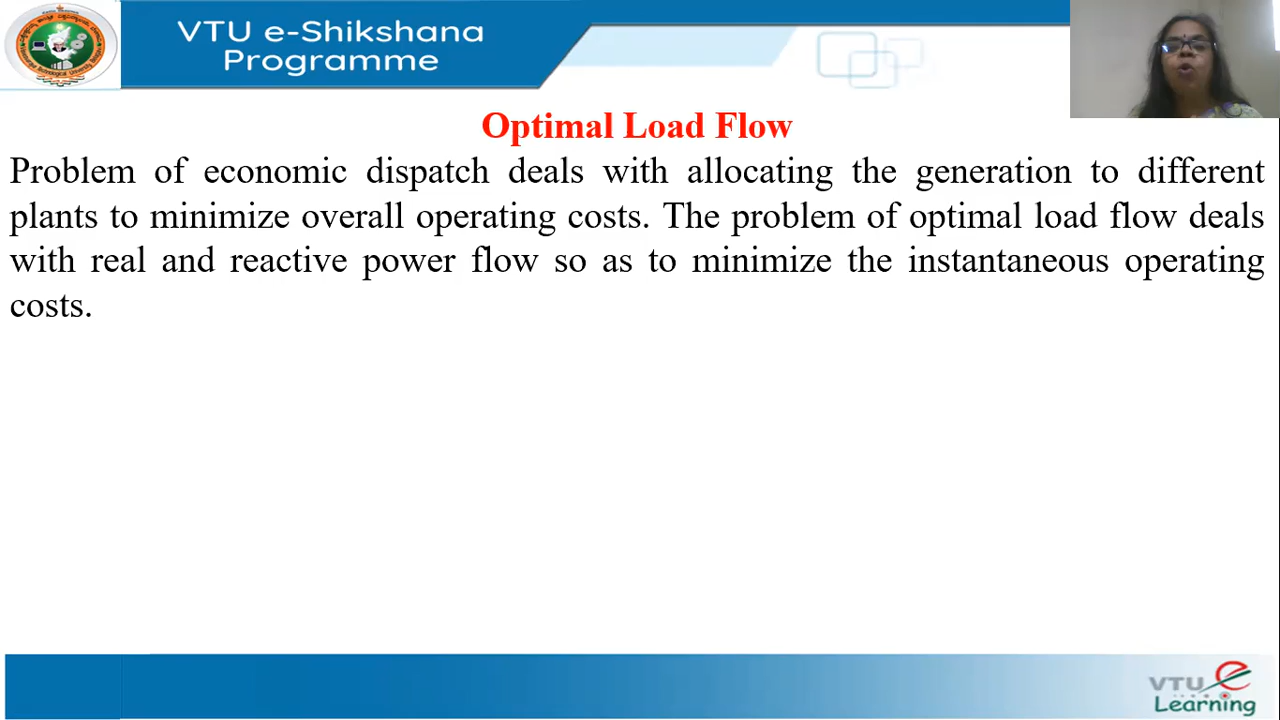 VTU e-Shikshana
Programme
Optimal Load Flow
Problem of economic dispatch deals with allocating the generation to different
plants to minimize overall operating costs. The problem of optimal load flow deals
with real and reactive power flow so as to minimize the instantaneous operating
costs.
VTU e
Learning